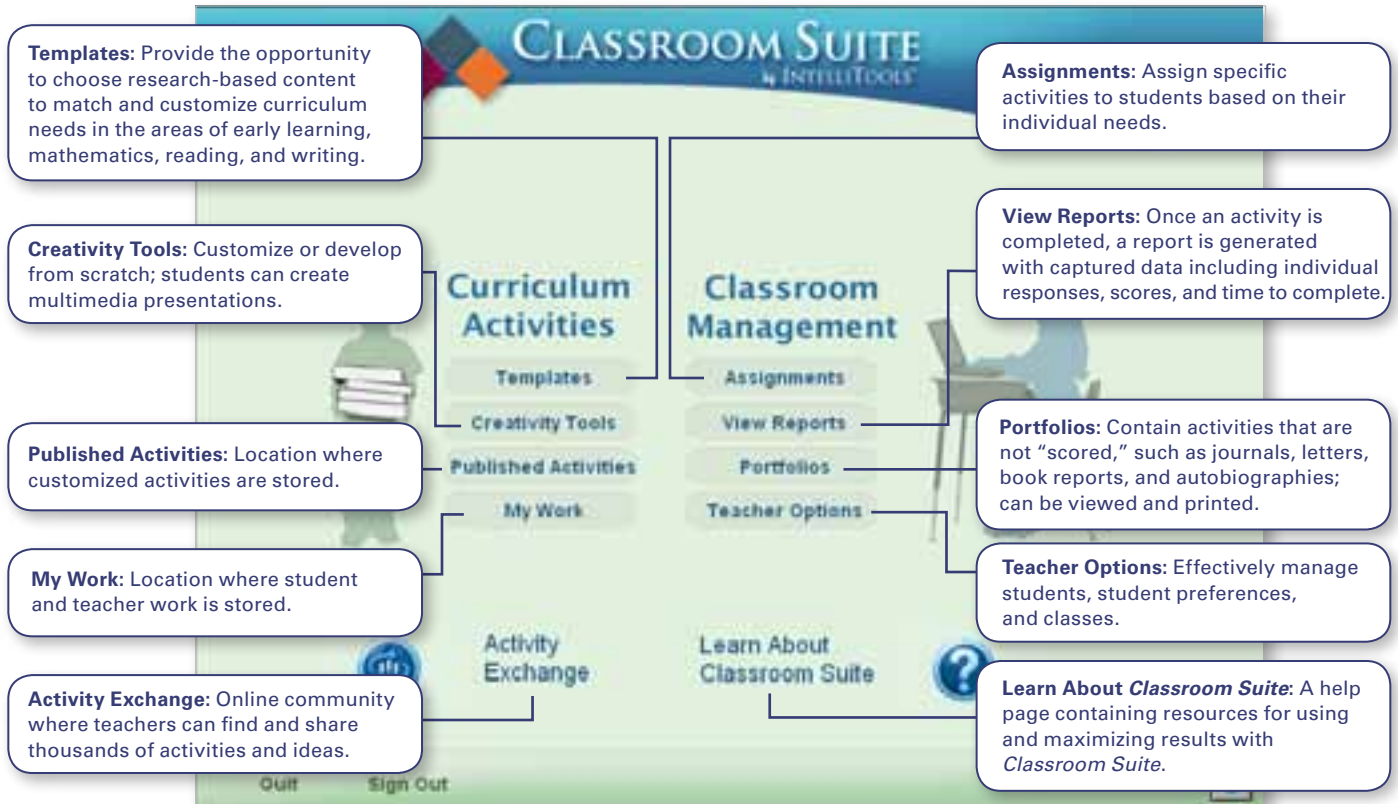 CLASSROOM SUITE
by INTELLITOOLS®
Templates: Provide the opportunity
to choose research-based content
to match and customize curriculum
needs in the areas of early learning,
mathematics, reading, and writing.
Creativity Tools: Customize or develop
from scratch; students can create
multimedia presentations.
Published Activities: Location where
customized activities are stored.
My Work: Location where student
and teacher work is stored.
Activity Exchange: Online community
where teachers can find and share
thousands of activities and ideas.
Curriculum
Activities
Templates
Creativity Tools
Published Activities
My Work
Activity
Exchange
Classroom
Management
Assignments
View Reports
Portfolios
Teacher Options
Learn About
Classroom Suite
Assignments: Assign specific
activities to students based on their
individual needs.
View Reports: Once an activity is
completed, a report is generated
with captured data including individual
responses, scores, and time to complete.
Portfolios: Contain activities that are
not “scored,” such as journals, letters,
book reports, and autobiographies;
can be viewed and printed.
Teacher Options: Effectively manage
students, student preferences,
and classes.
Learn About Classroom Suite: A help
page containing resources for using
and maximizing results with
Classroom Suite.
Quit
Sign Out